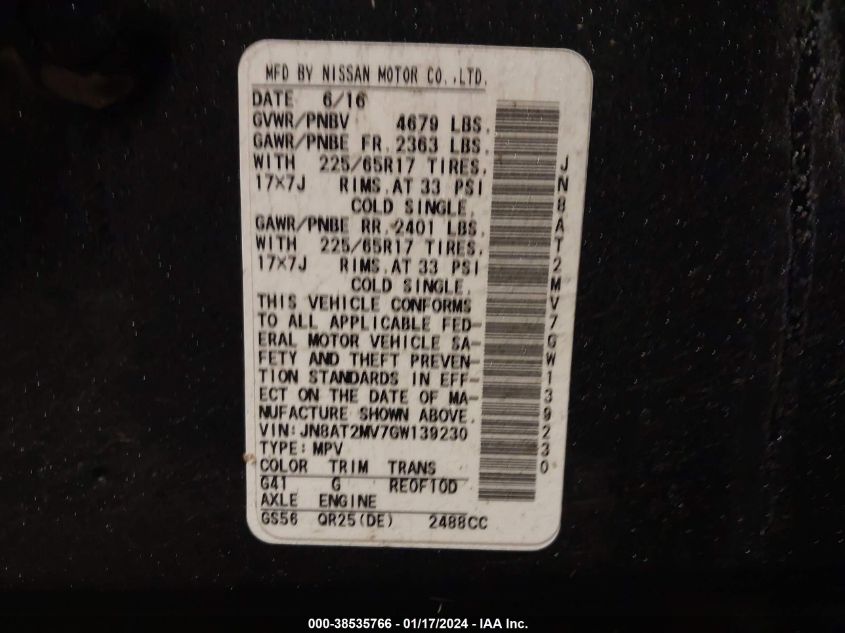 MFD BY NISSAN MOTOR CO.,LTD.
DATE 6/16
GVWR/PNBV 4679 LBS.
GAWR/PNBE FR. 2363 LBS.
WITH 225/65R17 TIRES.
17×7J RIMS.AT 33 PSI
COLD SINGLE.
GAWR/PNBE RR. 2401 LBS.
WITH 225/65R17 TIRES.
17×7J RIMS.AT 33 PSI
COLD SINGLE.
THIS VEHICLE CONFORMS
TO ALL APPLICABLE FED-
ERAL MOTOR VEHICLE SA-
FETY AND THEFT PREVEN-
TION STANDARDS IN EFF-
ECT ON THE DATE OF MA-
NUFACTURE SHOWN ABOVE.
VIN:JN8AT2MV7GW139230
TYPE:MPV
COLOR TRIM TRANS
G41 G RE0F10D
AXLE ENGINE
GS56 QR25(DE) 2488CC
JN8AT2MV7GW139230
000-38535766 - 01/17/2024 - IAA Inc.